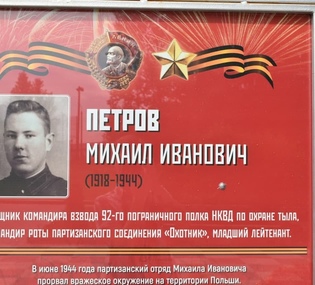 ПЕТРОВ
МИХАИЛ ИВАНОВИЧ
(1918-1944)
КОМАНДИРА ВЗВОДА 92-го ПОГРАНИЧНОГО ПОЛКА НКВД ПО ОХРАНЕ ТЫЛА,
РОТЫ ПАРТИЗАНСКОГО СОЕДИНЕНИЯ «ОХОТНИК», МЛАДШИЙ ЛЕЙТЕНАНТ.
В июне 1944 года партизанский отряд Михаила Ивановича
прорвал вражеское окружение на территории Польши.